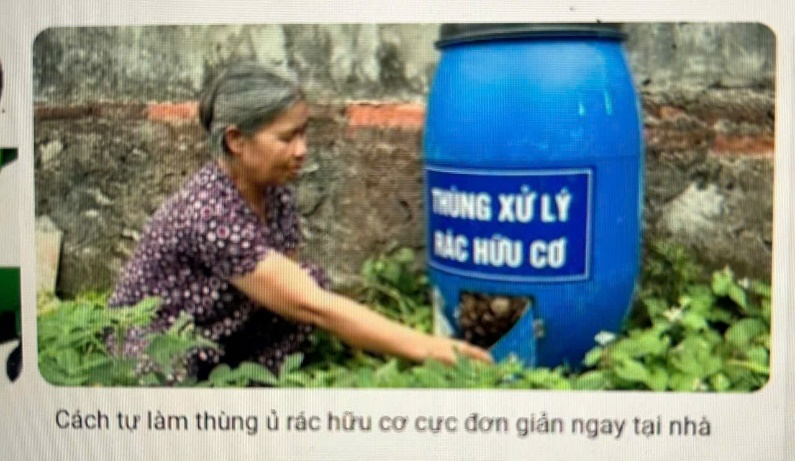 THÙNG XỬ LÝ
RÁC HỮU CƠ
Cách tự làm thùng ủ rác hữu cơ cực đơn giản ngay tại nhà